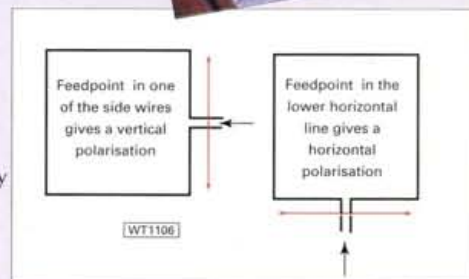 Feedpoint in one
of the side wires
gives a vertical
polarisation
Feedpoint in the
lower horizontal
line gives a
horizontal
polarisation
WT1106
y